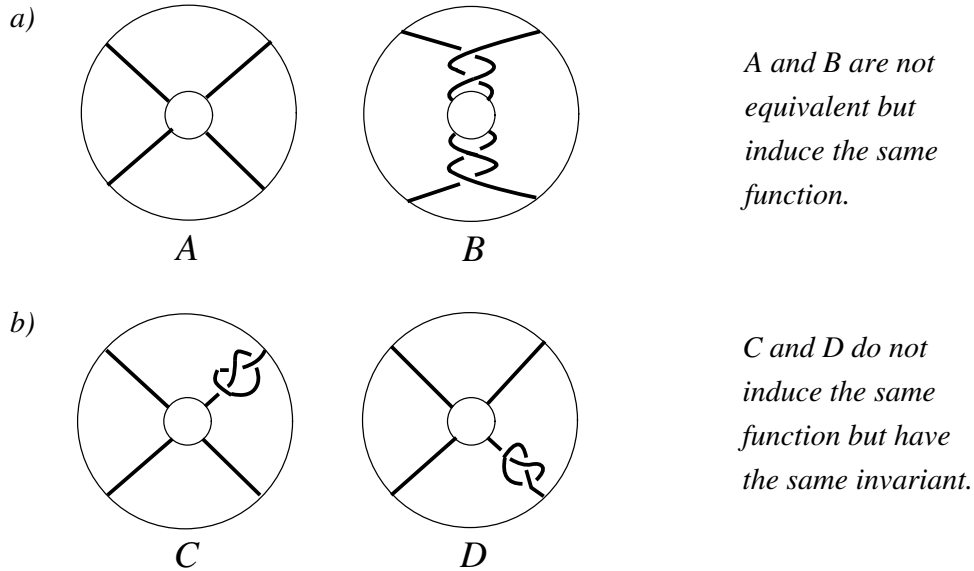 a)
A and B are not
equivalent but
induce the same
function.
A
B
b)
C and D do not
induce the same
function but have
the same invariant.
C
D